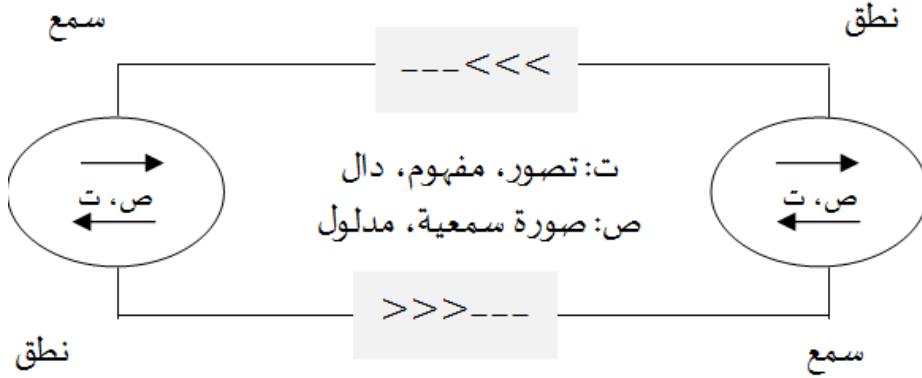 نطق
سمع
---<<<
ت: تصور، مفهوم، دال
ص، ت
ص، ت
ص: صورة سمعية، مدلول
>>>---
سمع
نطق